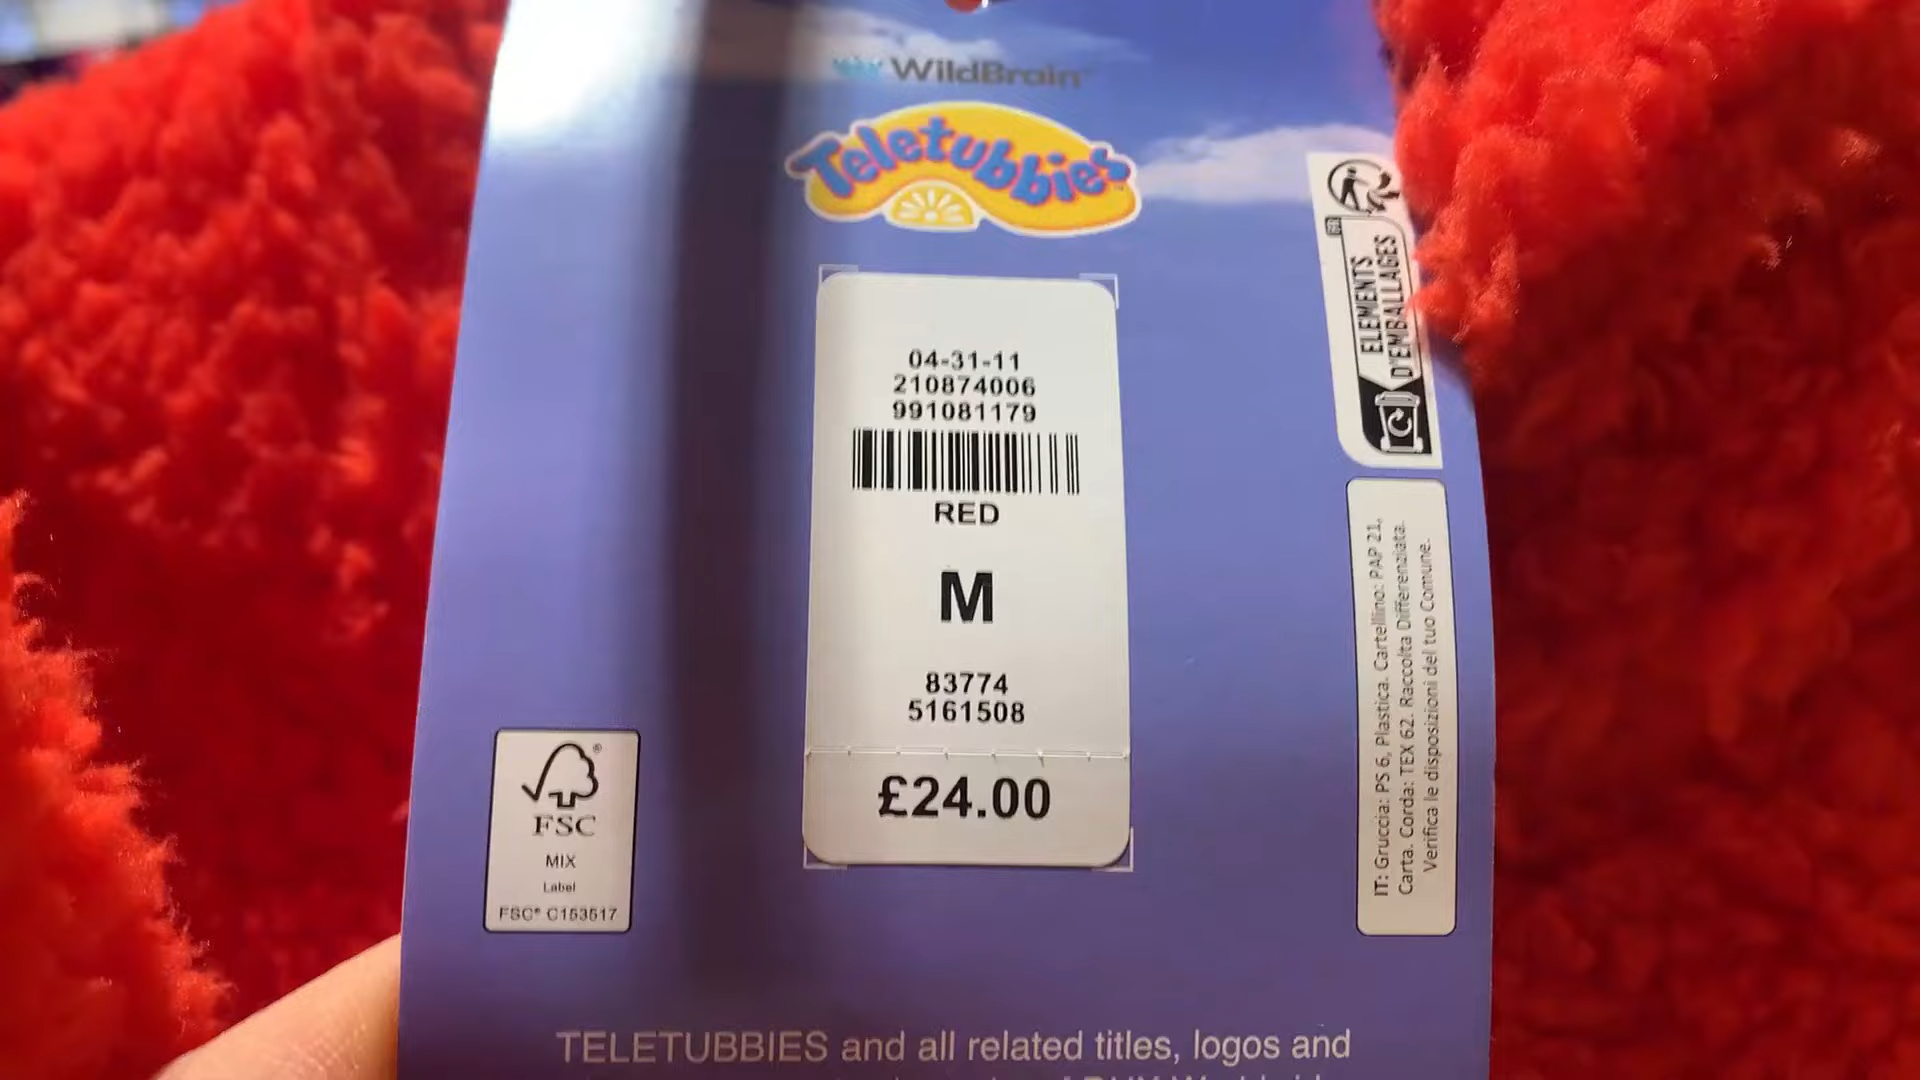 WildBrain
Teletubbies
04-31-11
210874006
991081179
RED
M
83774
5161508
£24.00
FSC®
MIX
Label
FSC® C153517
FR
ELEMENTS
D'EMBALLAGES
IT: Gruccia: PS 6, Plastica. Cartellino: PAP 21,
Carta. Corda: TEX 62. Raccolta Differenziata.
Verifica le disposizioni del tuo Comune.
TELETUBBIES and all related titles, logos and